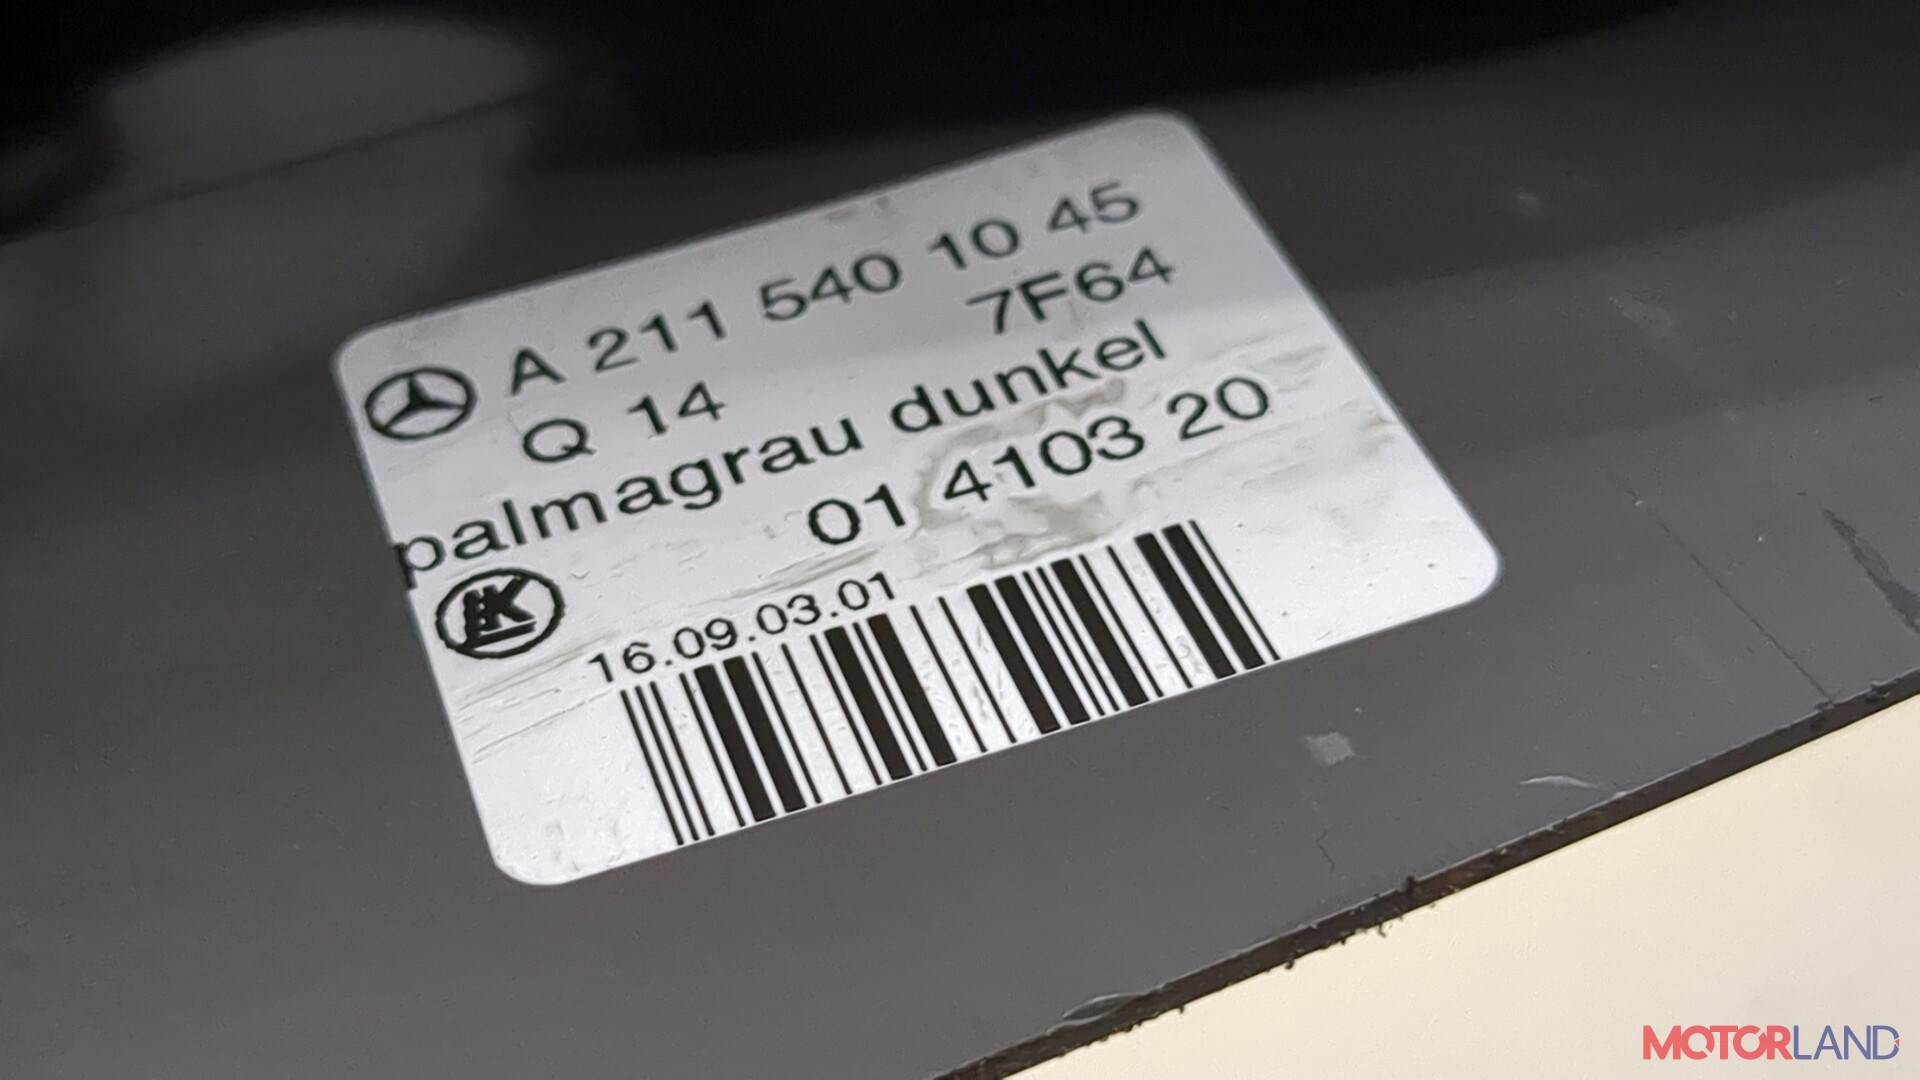 A 211 540 10 45
Q 14 7F64
palmagrau dunkel
01 4103 20
16.09.03.01
MOTORLAND